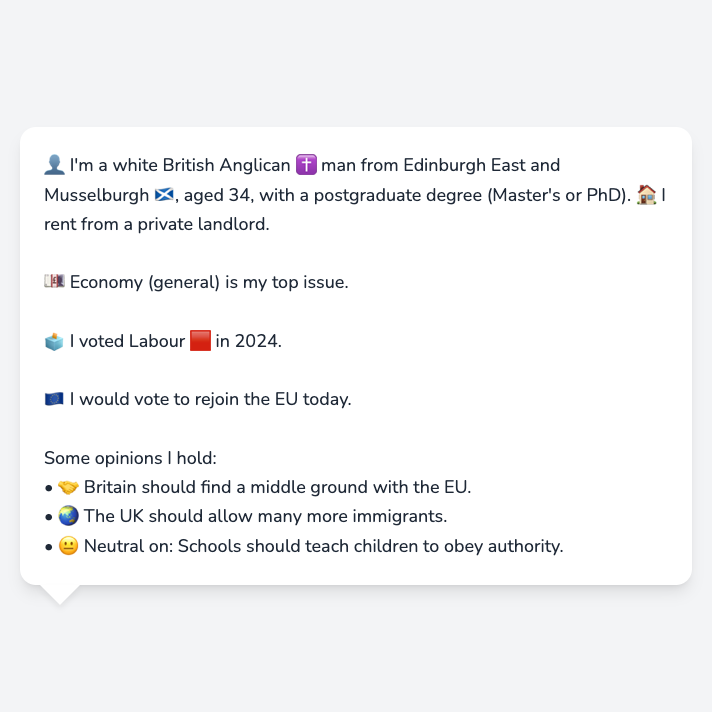 👤 I'm a white British Anglican ✝️ man from Edinburgh East and
Musselburgh 🏴󠁧󠁢󠁳󠁣󠁴󠁿, aged 34, with a postgraduate degree (Master's or PhD). 🏠 I
rent from a private landlord.
💷 Economy (general) is my top issue.
🗳️ I voted Labour 🟥 in 2024.
🇪🇺 I would vote to rejoin the EU today.
Some opinions I hold:
• 🤝 Britain should find a middle ground with the EU.
• 🌏 The UK should allow many more immigrants.
• 😐 Neutral on: Schools should teach children to obey authority.